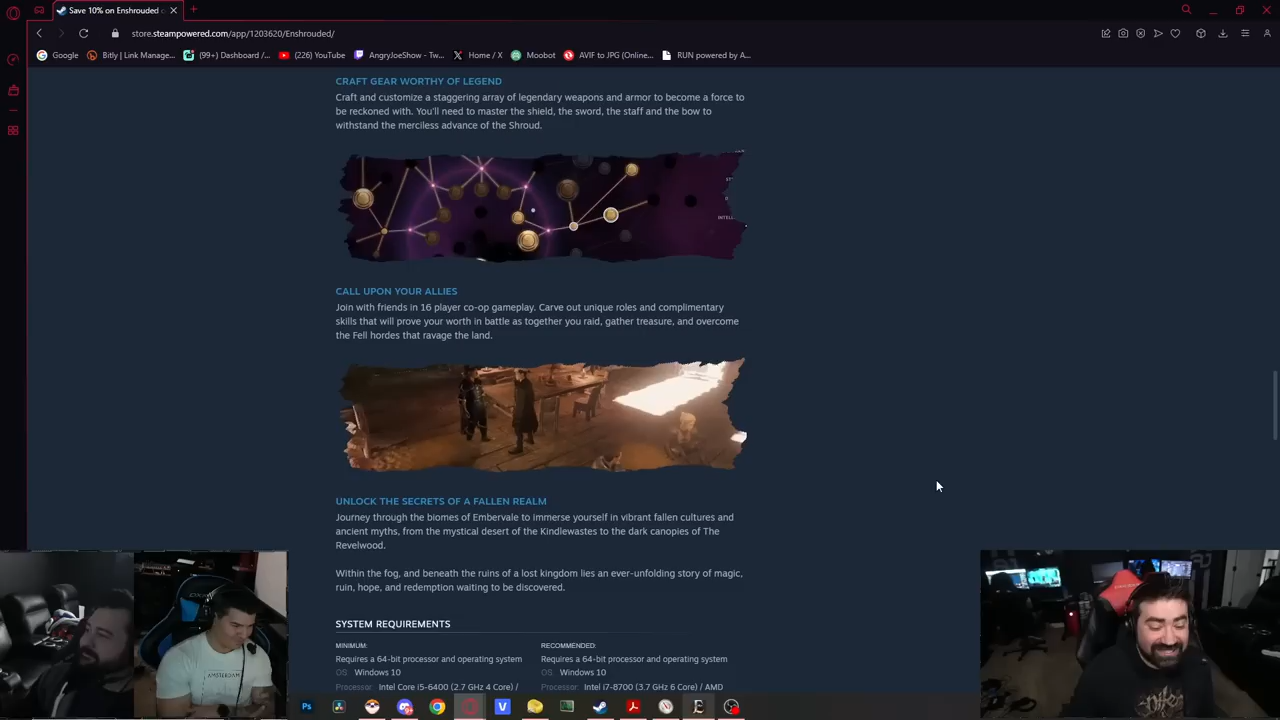 Save 10% on Enshrouded
store.steampowered.com/app/1203620/Enshrouded/
Google
Bitly | Link Manage...
(99+) Dashboard /...
(226) YouTube
AngryJoeShow - Tw...
Home / X
Moobot
AVIF to JPG (Online...
RUN powered by A...
CRAFT GEAR WORTHY OF LEGEND
Craft and customize a staggering array of legendary weapons and armor to become a force to
be reckoned with. You'll need to master the shield, the sword, the staff and the bow to
withstand the merciless advance of the Shroud.
CALL UPON YOUR ALLIES
Join with friends in 16 player co-op gameplay. Carve out unique roles and complimentary
skills that will prove your worth in battle as together you raid, gather treasure, and overcome
the Fell hordes that ravage the land.
UNLOCK THE SECRETS OF A FALLEN REALM
Journey through the biomes of Embervale to immerse yourself in vibrant fallen cultures and
ancient myths, from the mystical desert of the Kindlewastes to the dark canopies of The
Revelwood.
Within the fog, and beneath the ruins of a lost kingdom lies an ever-unfolding story of magic,
ruin, hope, and redemption waiting to be discovered.
SYSTEM REQUIREMENTS
MINIMUM:
Requires a 64-bit processor and operating system
OS: Windows 10
Processor: Intel Core i5-6400 (2.7 GHz 4 Core) /
RECOMMENDED:
Requires a 64-bit processor and operating system
OS: Windows 10
Processor: Intel i7-8700 (3.7 GHz 6 Core) / AMD
AMSTERDAM
Ps
V